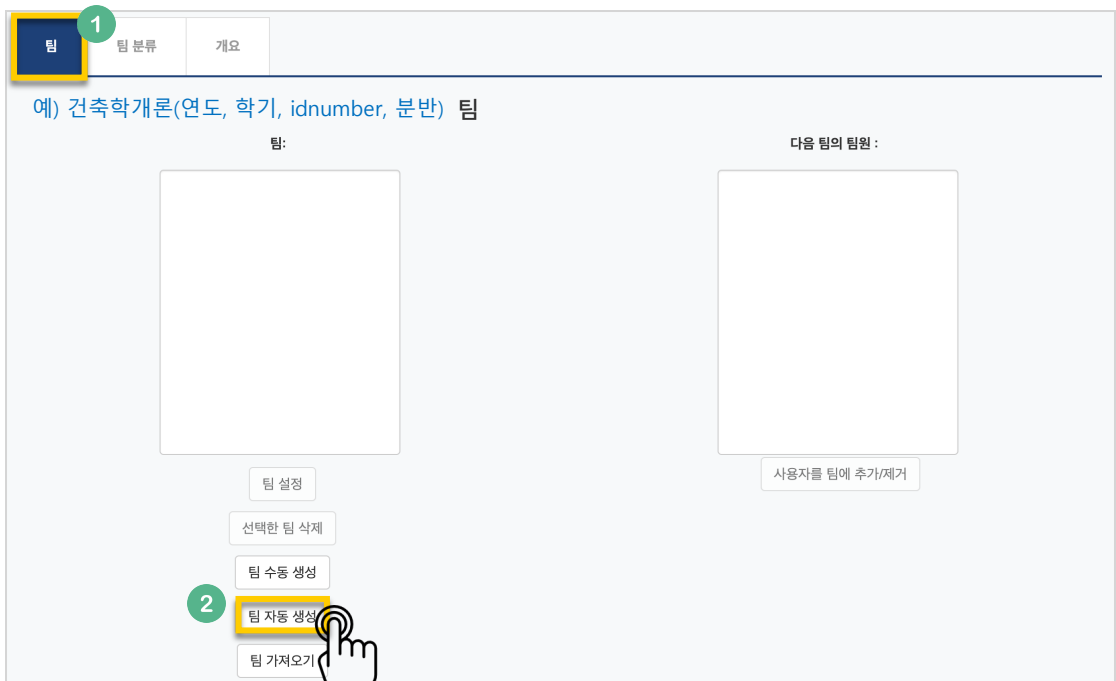 팀 1 팀 분류 개요
예) 건축학개론(연도, 학기, idnumber, 분반) 팀
팀:
다음 팀의 팀원 :
팀 설정
사용자를 팀에 추가/제거
선택한 팀 삭제
팀 수동 생성
2 팀 자동 생성
팀 가져오기